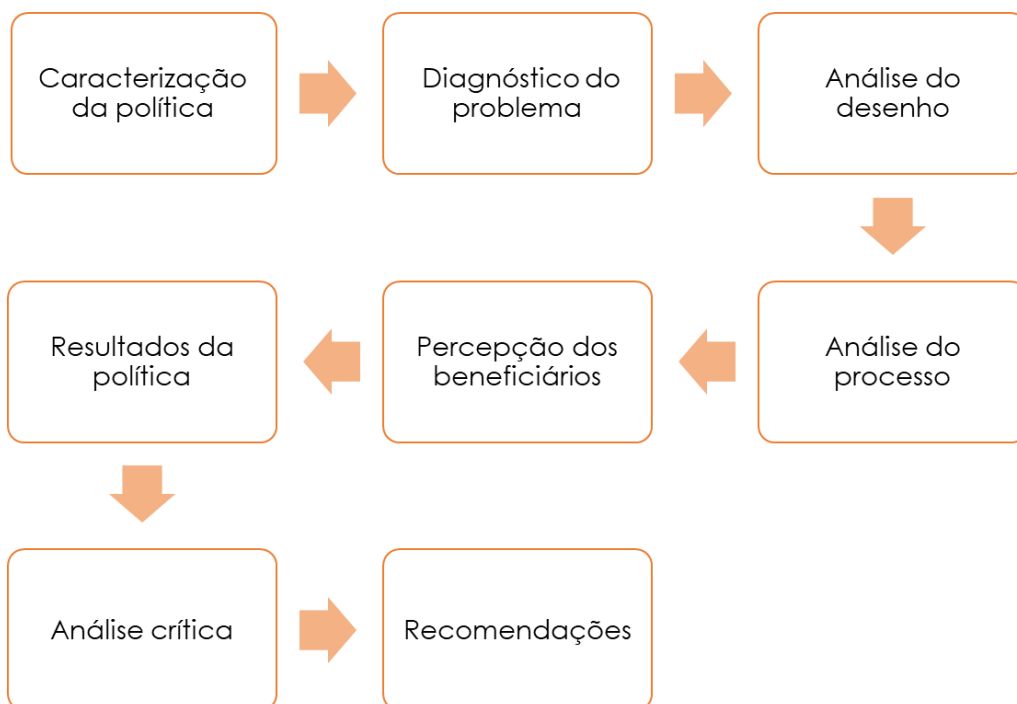 Caracterização
da política
Diagnóstico do
problema
Análise do
desenho
Análise do
processo
Percepção dos
beneficiários
Resultados da
política
Análise crítica
Recomendações